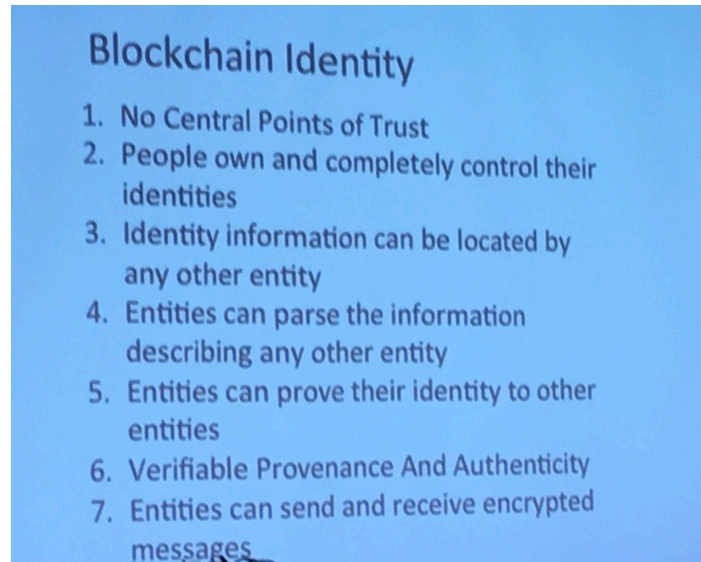 Blockchain Identity
1. No Central Points of Trust
2. People own and completely control their
identities
3. Identity information can be located by
any other entity
4. Entities can parse the information
describing any other entity
5. Entities can prove their identity to other
entities
6. Verifiable Provenance And Authenticity
7. Entities can send and receive encrypted
messages